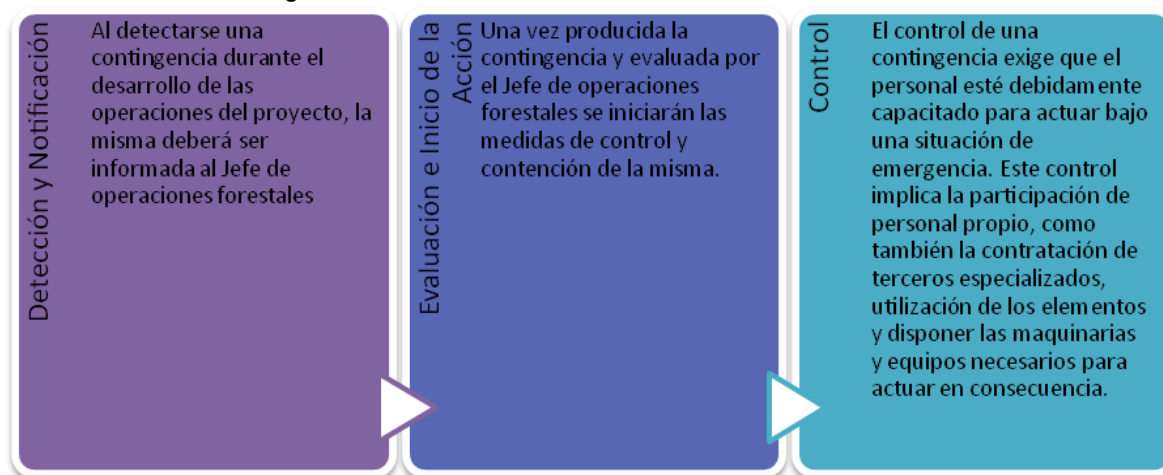 Detección y Notificación
Al detectarse una
contingencia durante el
desarrollo de las
operaciones del proyecto, la
misma deberá ser
informada al Jefe de
operaciones forestales
Evaluación e Inicio de la
Acción
Una vez producida la
contingencia y evaluada por
el Jefe de operaciones
forestales se iniciarán las
medidas de control y
contención de la misma.
Control
El control de una
contingencia exige que el
personal esté debidamente
capacitado para actuar bajo
una situación de
emergencia. Este control
implica la participación de
personal propio, como
también la contratación de
terceros especializados,
utilización de los elementos
y disponer las maquinarias
y equipos necesarios para
actuar en consecuencia.